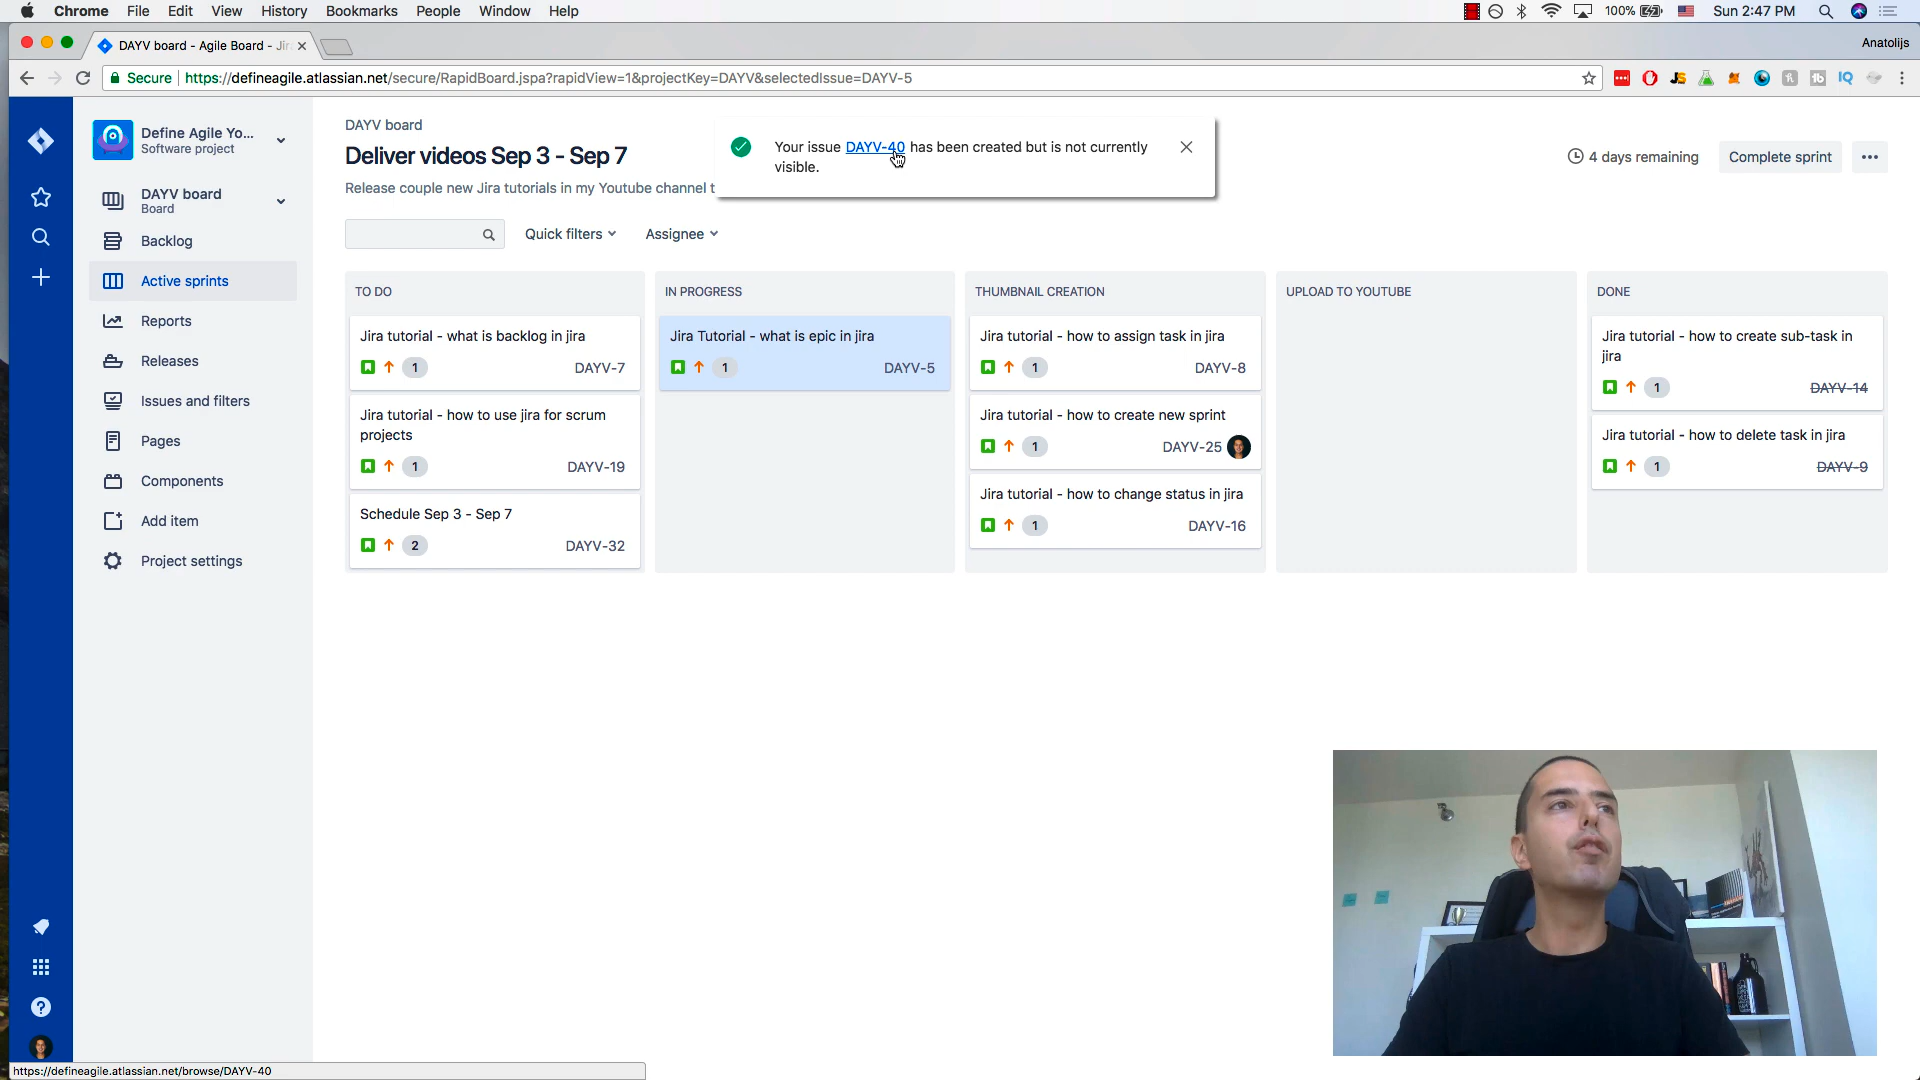 Chrome File Edit View History Bookmarks People Window Help
100% Sun 2:47 PM
DAYV board - Agile Board - Jir
Anatolijs
Secure https://defineagile.atlassian.net/secure/RapidBoard.jspa?rapidView=1&projectKey=DAYV&selectedIssue=DAYV-5
Define Agile Yo...
Software project
DAYV board
Board
Backlog
Active sprints
Reports
Releases
Issues and filters
Pages
Components
Add item
Project settings
DAYV board
Deliver videos Sep 3 - Sep 7
Release couple new Jira tutorials in my Youtube channel t
Your issue DAYV-40 has been created but is not currently
visible.
4 days remaining
Complete sprint
Quick filters
Assignee
TO DO
Jira tutorial - what is backlog in jira
1 DAYV-7
Jira tutorial - how to use jira for scrum
projects
1 DAYV-19
Schedule Sep 3 - Sep 7
2 DAYV-32
IN PROGRESS
Jira Tutorial - what is epic in jira
1 DAYV-5
THUMBNAIL CREATION
Jira tutorial - how to assign task in jira
1 DAYV-8
Jira tutorial - how to create new sprint
1 DAYV-25
Jira tutorial - how to change status in jira
1 DAYV-16
UPLOAD TO YOUTUBE
DONE
Jira tutorial - how to create sub-task in
jira
1 DAYV-14
Jira tutorial - how to delete task in jira
1 DAYV-9
https://defineagile.atlassian.net/browse/DAYV-40